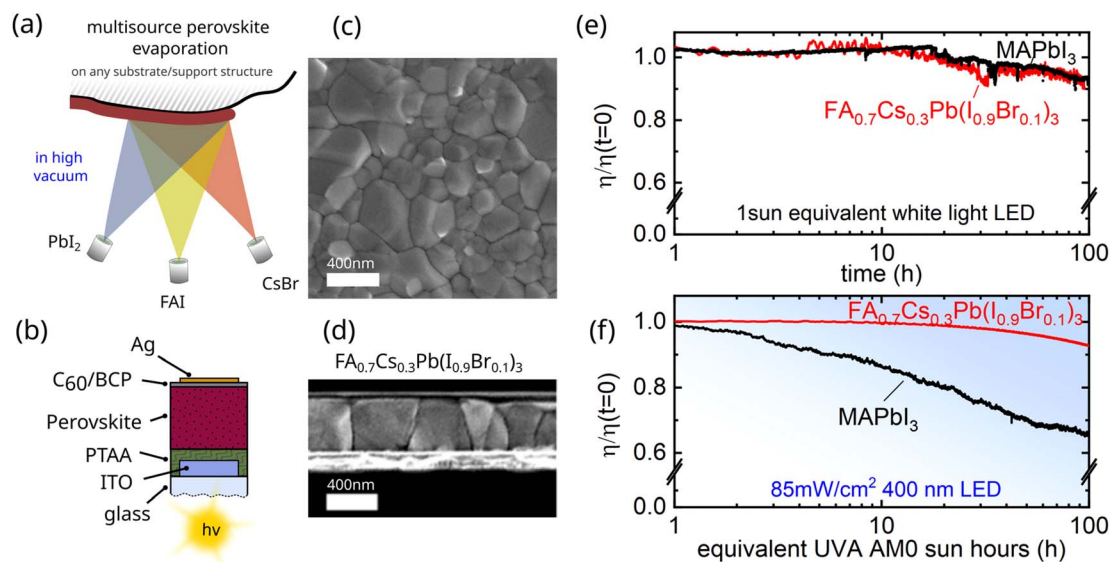 (a)
multisource perovskite
evaporation
on any substrate/support structure
in high
vacuum
PbI₂
FAI
CsBr
(b)
Ag
C₆₀/BCP
Perovskite
PTAA
ITO
glass
hv
(c)
400nm
(d)
FA₀.₇Cs₀.₃Pb(I₀.₉Br₀.₁)₃
400nm
(e)
η/η(t=0)
1.0
0.8
0.6
0.0
MAPbI₃
FA₀.₇Cs₀.₃Pb(I₀.₉Br₀.₁)₃
1sun equivalent white light LED
1
10
100
time (h)
(f)
η/η(t=0)
1.0
0.8
0.6
0.0
FA₀.₇Cs₀.₃Pb(I₀.₉Br₀.₁)₃
MAPbI₃
85mW/cm² 400 nm LED
1
10
100
equivalent UVA AM0 sun hours (h)